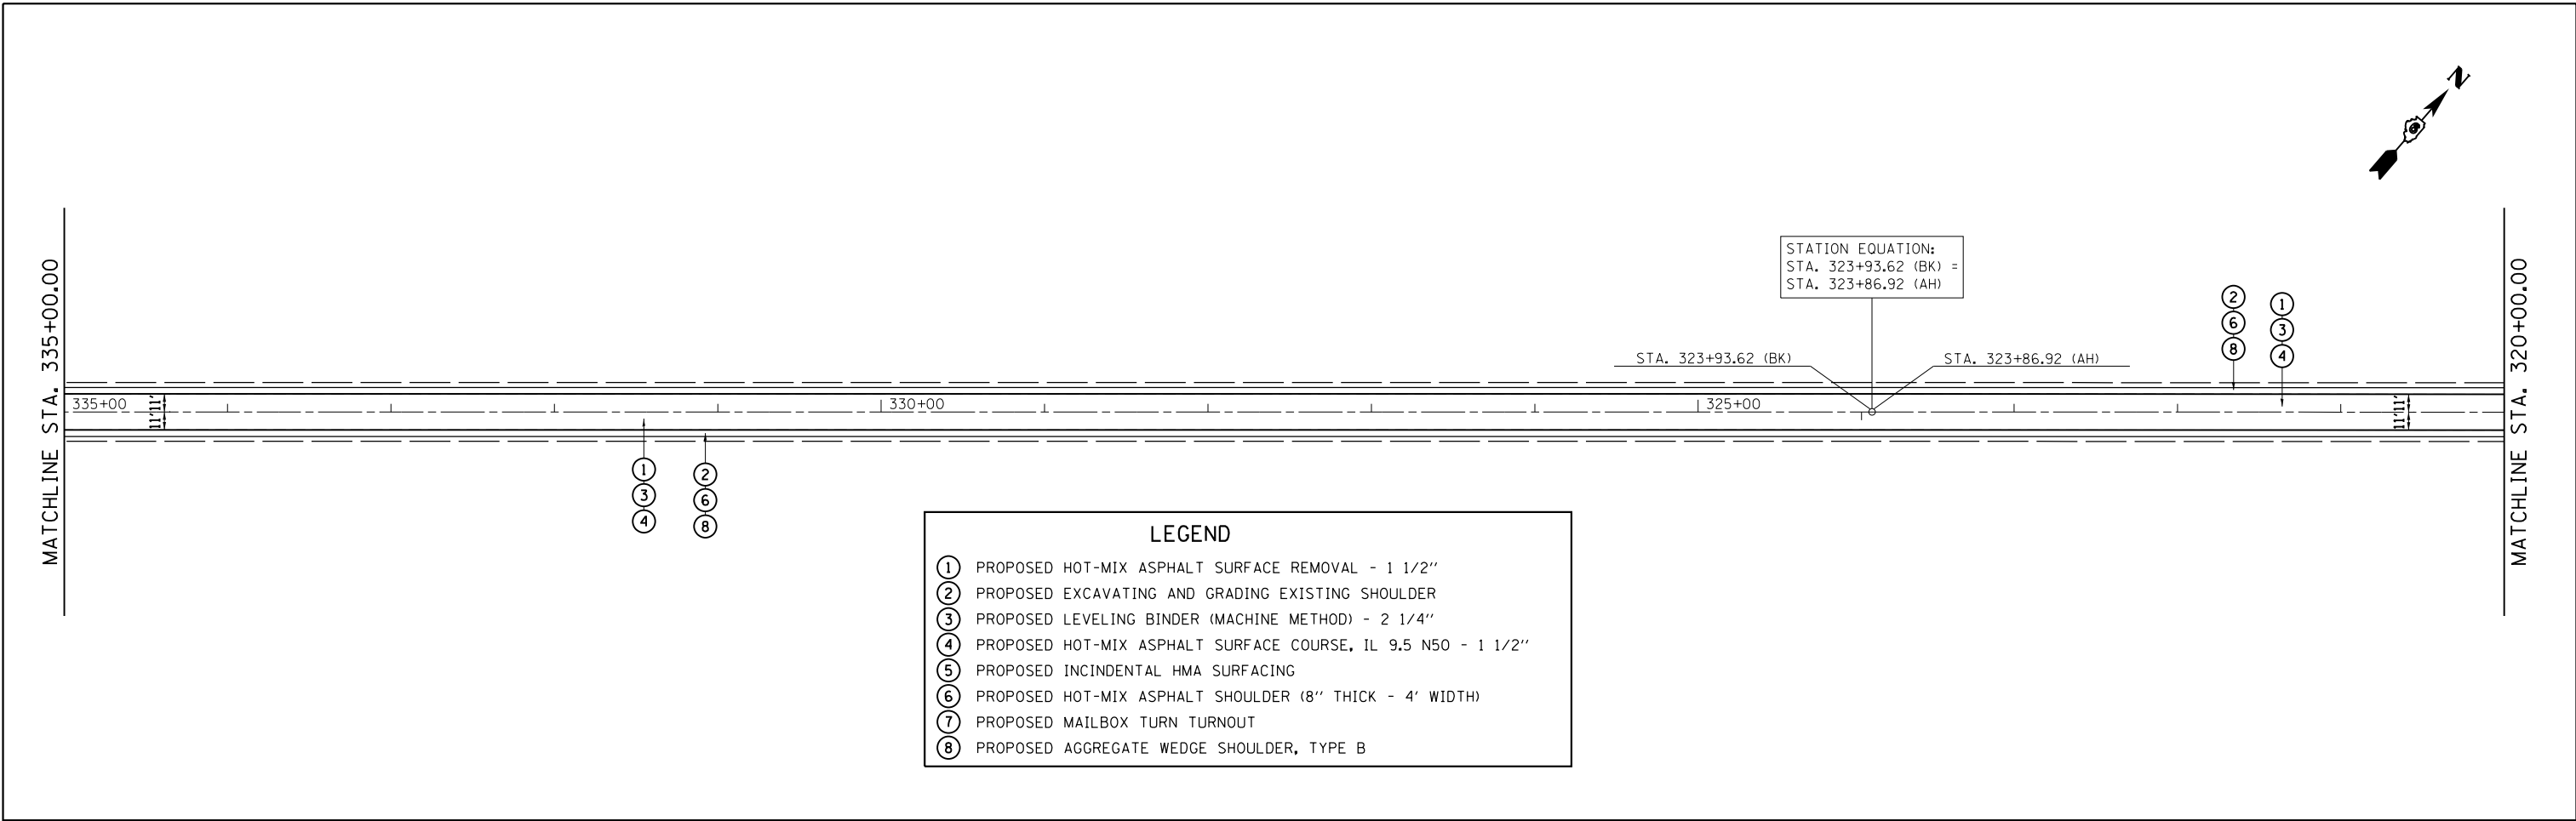 N
STATION EQUATION:
STA. 323+93.62 (BK) =
STA. 323+86.92 (AH)
MATCHLINE STA. 335+00.00
MATCHLINE STA. 320+00.00
2
6
8
1
3
4
STA. 323+93.62 (BK)
STA. 323+86.92 (AH)
335+00
330+00
325+00
11'
11'
11'
11'
1
3
4
2
6
8
LEGEND
1 PROPOSED HOT-MIX ASPHALT SURFACE REMOVAL - 1 1/2"
2 PROPOSED EXCAVATING AND GRADING EXISTING SHOULDER
3 PROPOSED LEVELING BINDER (MACHINE METHOD) - 2 1/4"
4 PROPOSED HOT-MIX ASPHALT SURFACE COURSE, IL 9.5 N50 - 1 1/2"
5 PROPOSED INCINDENTAL HMA SURFACING
6 PROPOSED HOT-MIX ASPHALT SHOULDER (8" THICK - 4' WIDTH)
7 PROPOSED MAILBOX TURN TURNOUT
8 PROPOSED AGGREGATE WEDGE SHOULDER, TYPE B